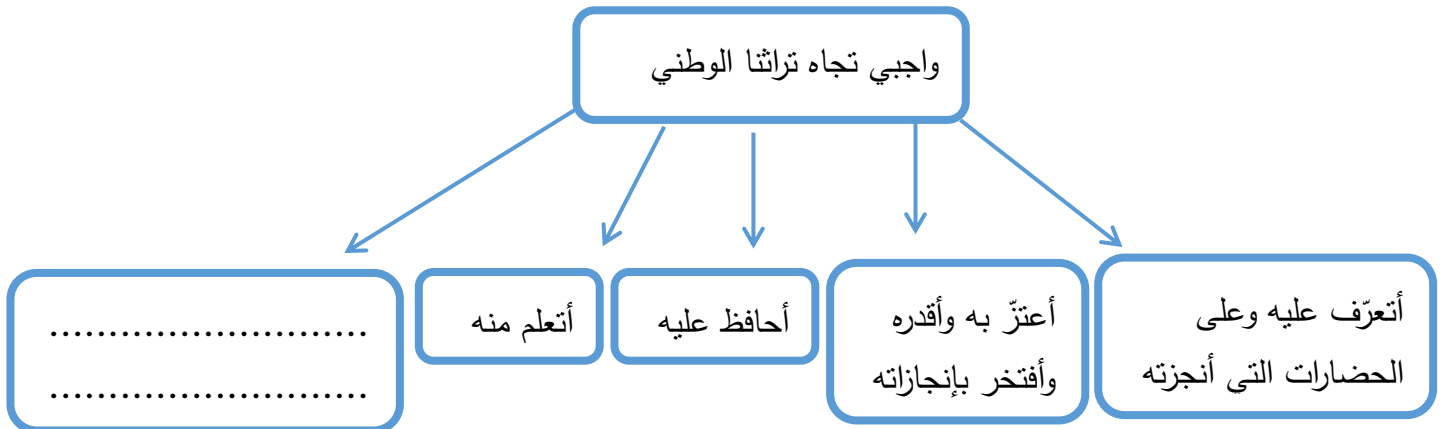 واجبي تجاه تراثنا الوطني
أتعرّف عليه وعلى
الحضارات التي أنجزته
أعتزّ به وأقدره
وأفتخر بإنجازاته
أحافظ عليه
أتعلم منه
...........................
...........................